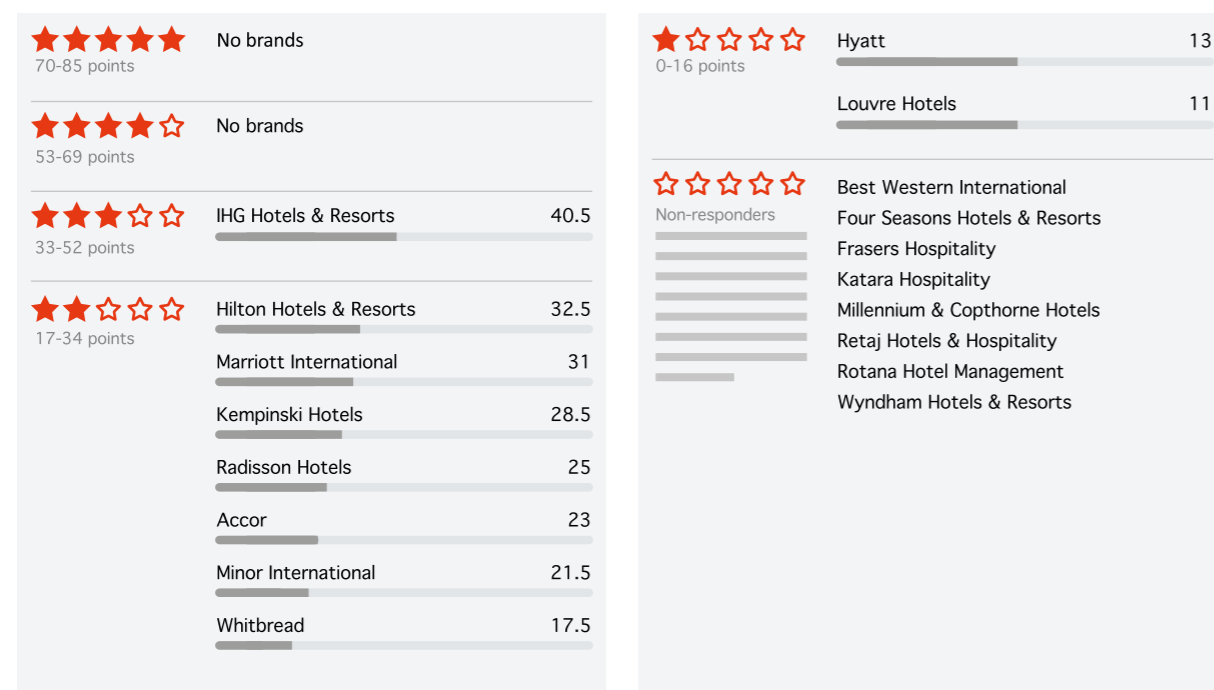 No brands
70-85 points
No brands
53-69 points
IHG Hotels & Resorts 40.5
33-52 points
Hilton Hotels & Resorts 32.5
17-34 points
Marriott International 31
Kempinski Hotels 28.5
Radisson Hotels 25
Accor 23
Minor International 21.5
Whitbread 17.5
Hyatt 13
0-16 points
Louvre Hotels 11
Best Western International
Non-responders
Four Seasons Hotels & Resorts
Frasers Hospitality
Katara Hospitality
Millennium & Copthorne Hotels
Retaj Hotels & Hospitality
Rotana Hotel Management
Wyndham Hotels & Resorts